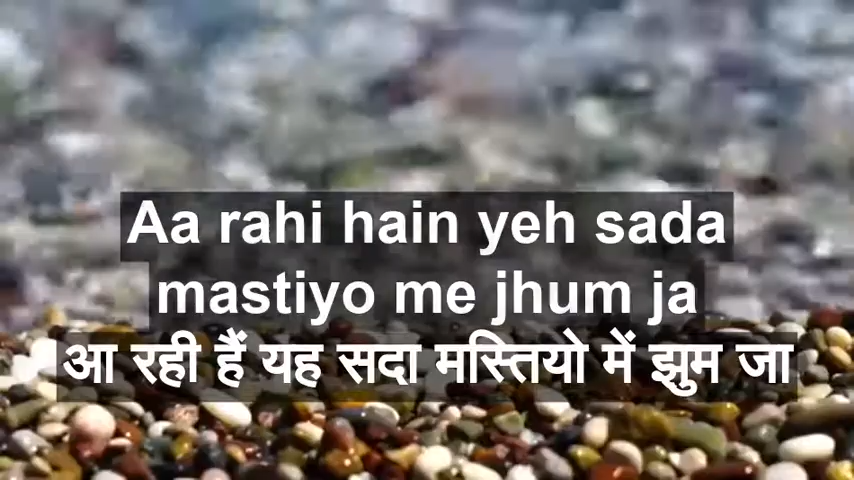 Aa rahi hain yeh sada
mastiyo me jhum ja
आ रही हैं यह सदा मस्तियो में झुम जा